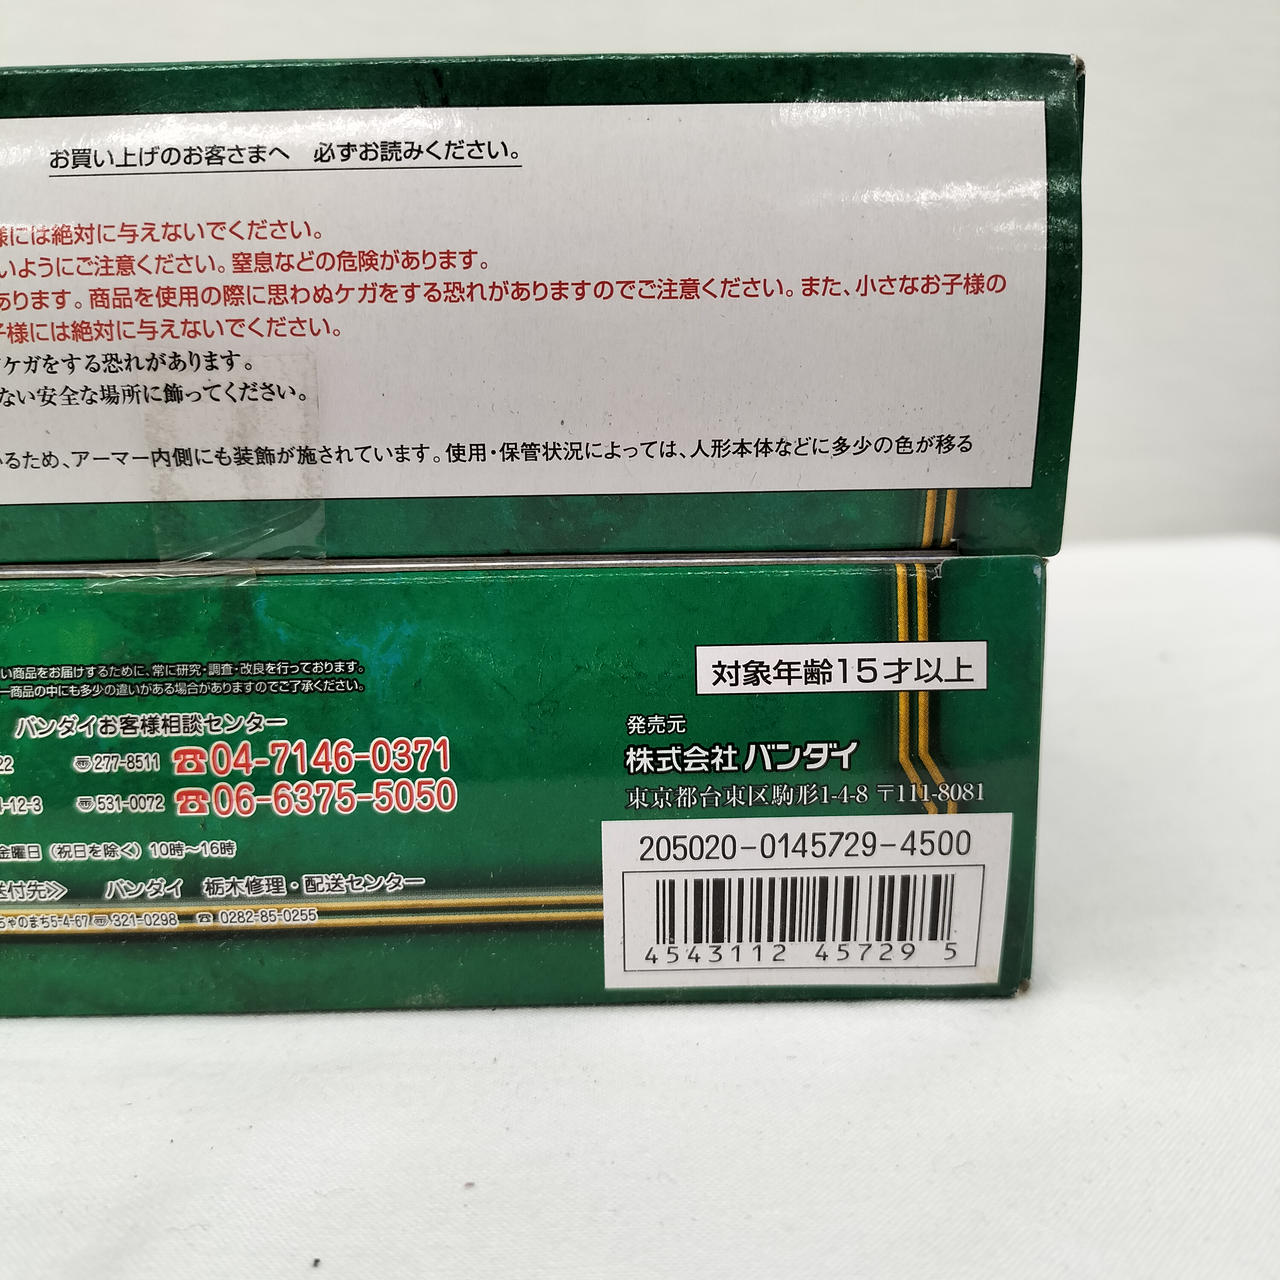 お買い上げのお客さまへ 必ずお読みください。
様には絶対に与えないでください。
いようにご注意ください。窒息などの危険があります。
あります。商品を使用の際に思わぬケガをする恐れがありますのでご注意ください。また、小さなお子様の
子様には絶対に与えないでください。
ケガをする恐れがあります。
ない安全な場所に飾ってください。
いるため、アーマー内側にも装飾が施されています。使用・保管状況によっては、人形本体などに多少の色が移る
い商品をお届けするために、常に研究・調査・改良を行っております。
一商品の中にも多少の違いがある場合がありますのでご了承ください。
バンダイお客様相談センター
22 〠277-8511 ☎04-7146-0371
4-12-3 〠531-0072 ☎06-6375-5050
金曜日（祝日を除く）10時〜16時
送付先≫ バンダイ 栃木修理・配送センター
ちゃのまち5-4-67 〠321-0298 ☎ 0282-85-0255
対象年齢15才以上
発売元
株式会社 バンダイ
東京都台東区駒形1-4-8 〒111-8081
205020-0145729-4500
4543112 45729 5